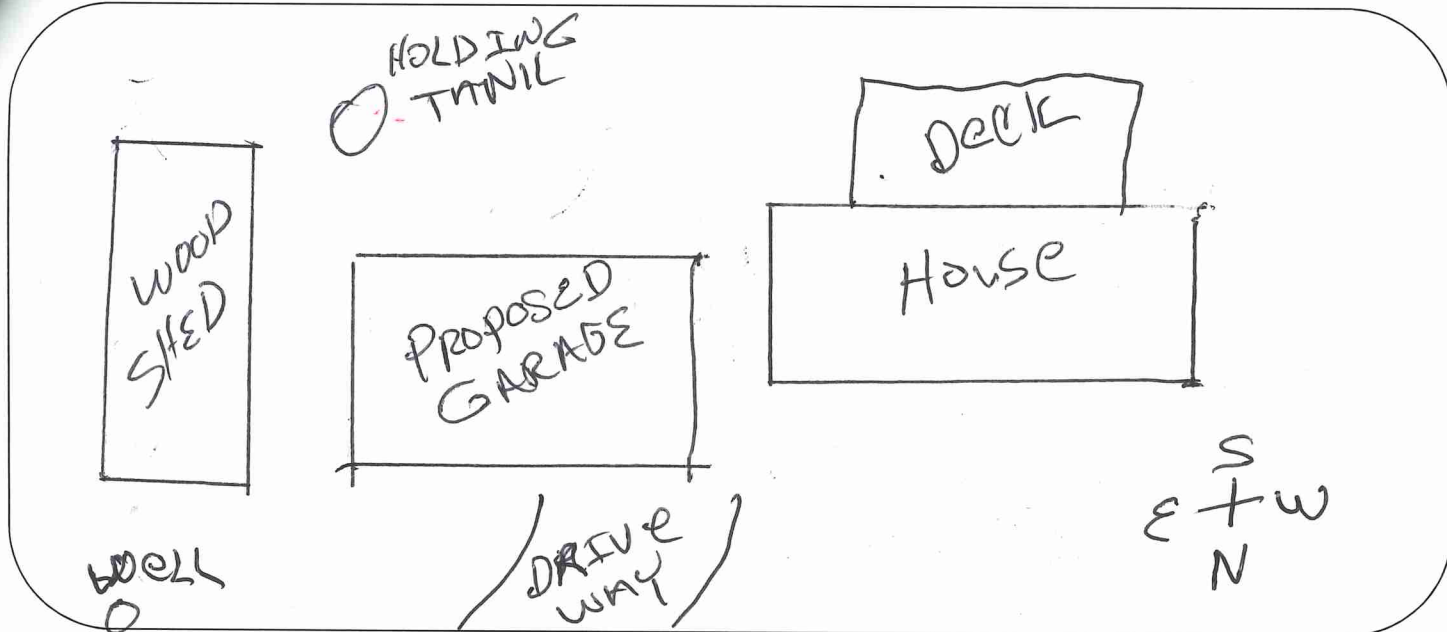 HOLDING
TANK
DECK
WOOD
SHED
PROPOSED
GARAGE
HOUSE
S
E W
N
WELL
DRIVE
WAY